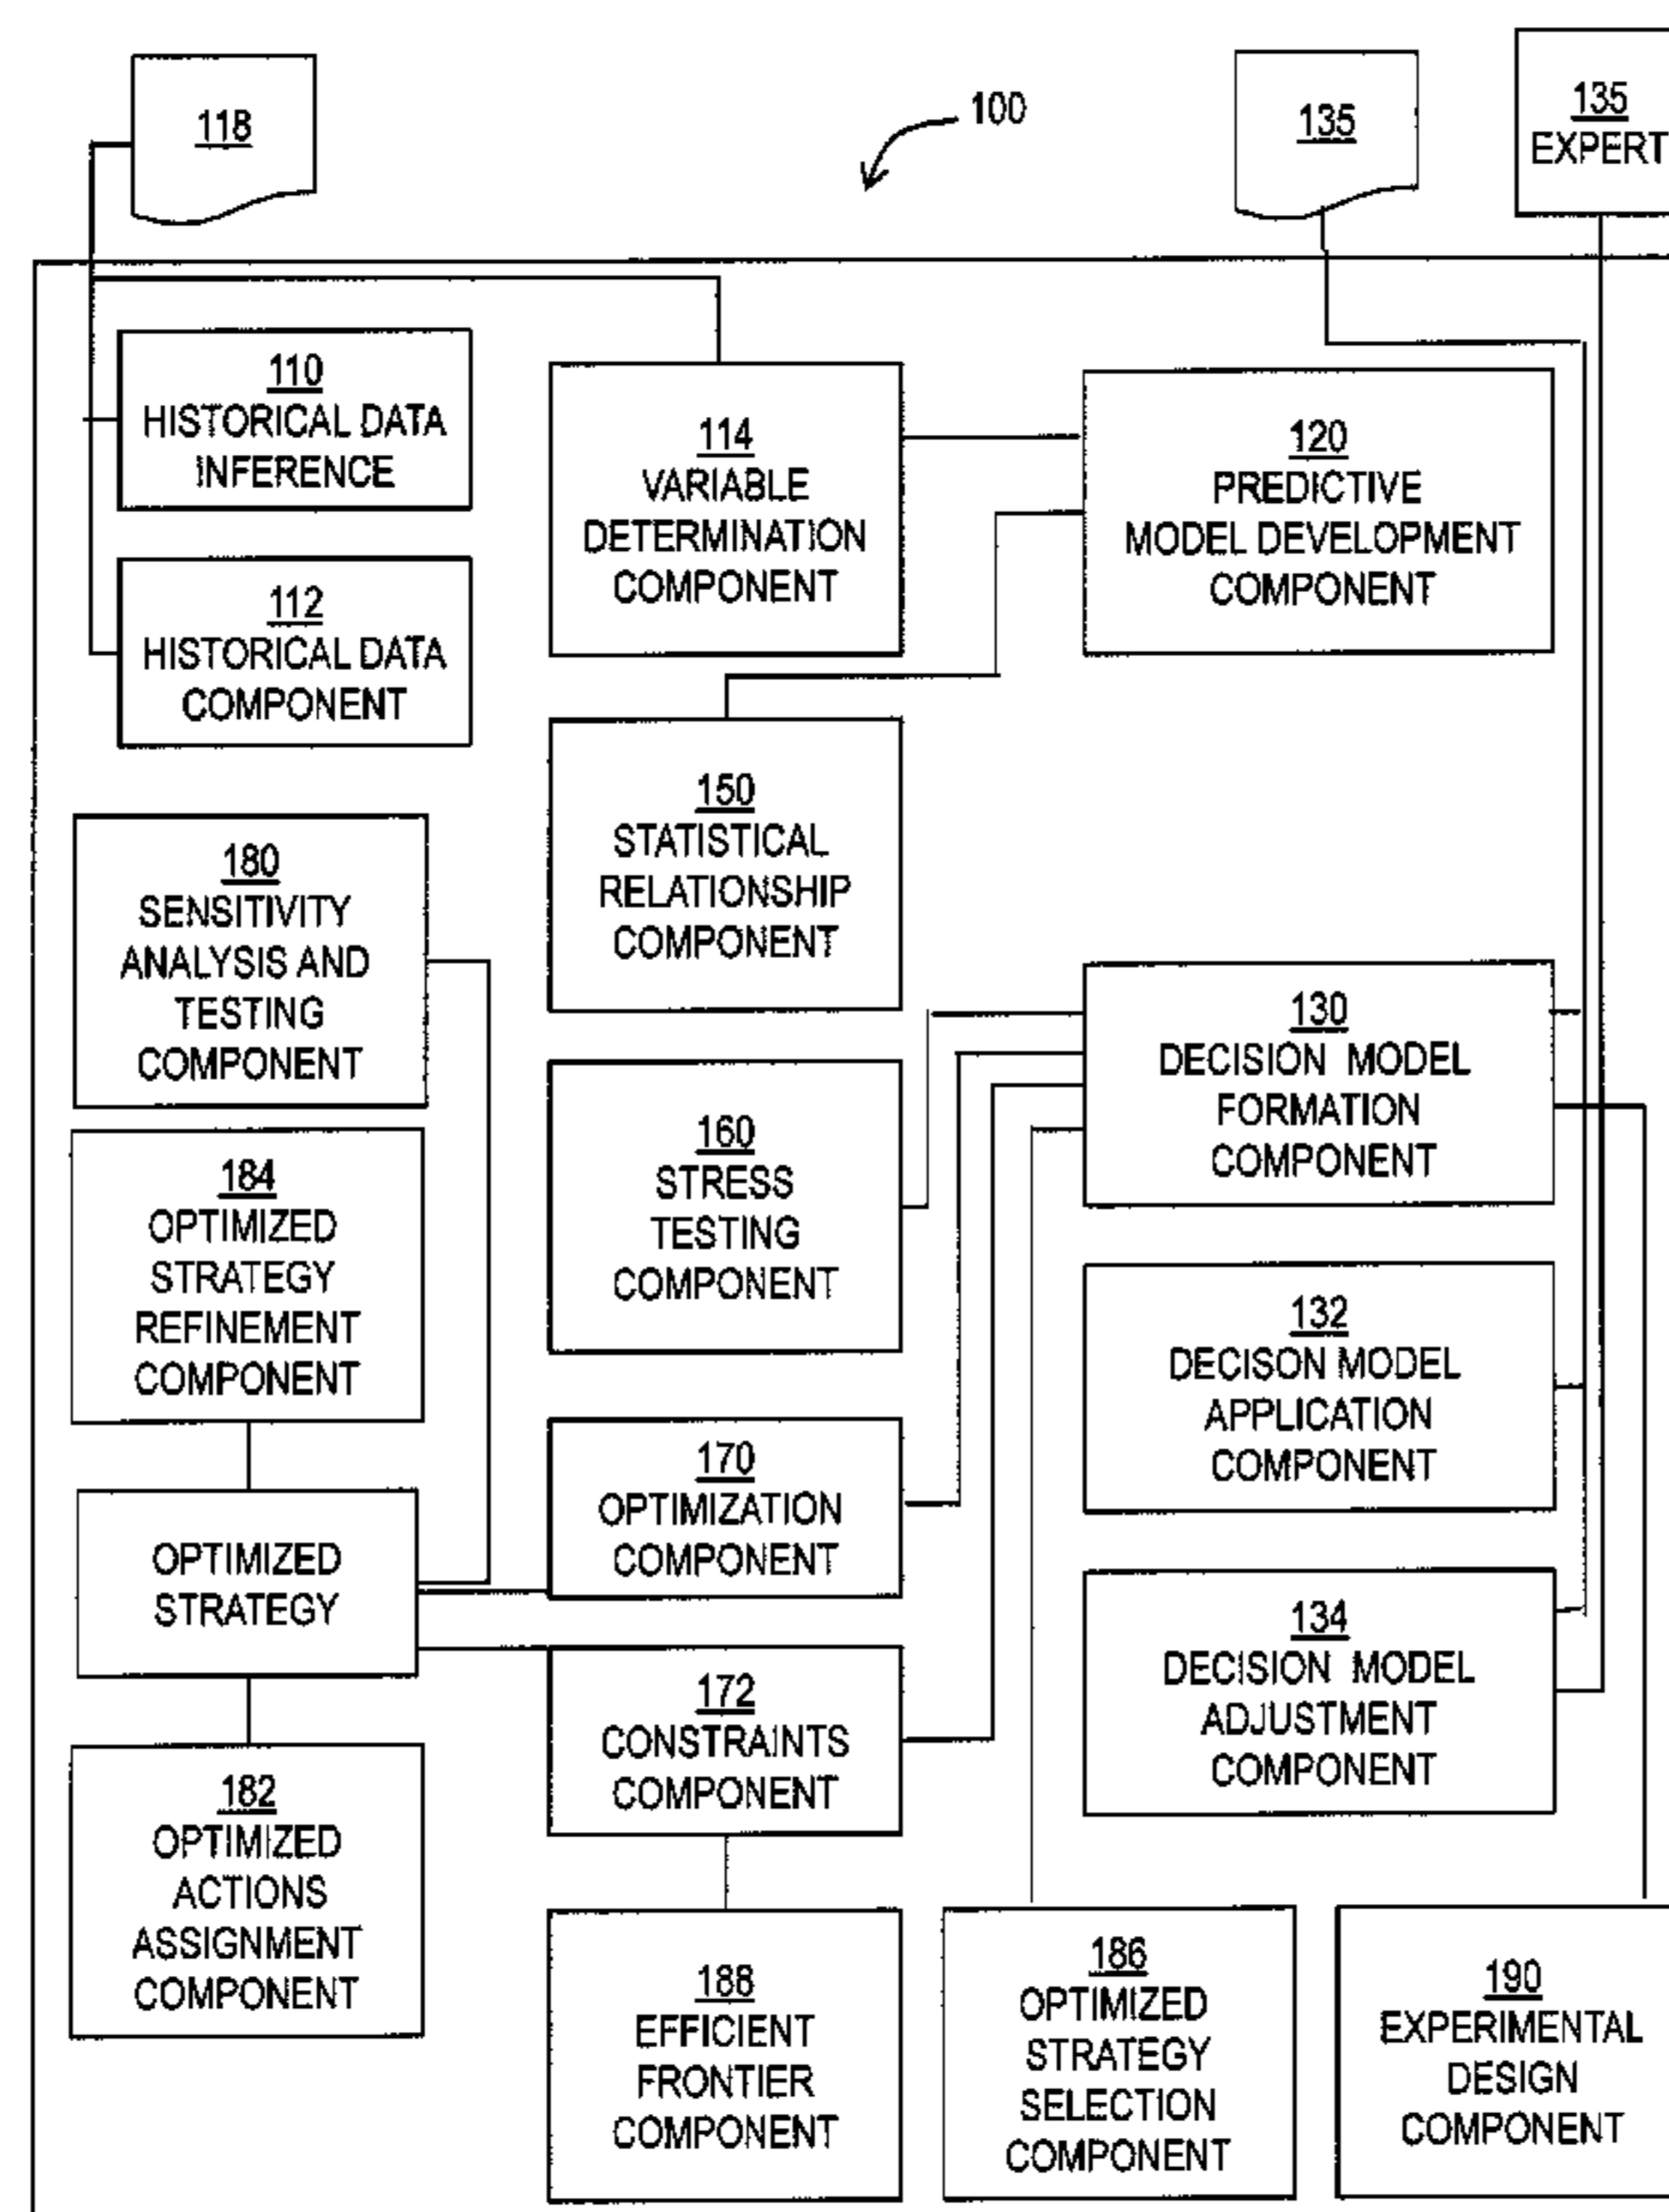 118
100
135
135
EXPERT
110
HISTORICAL DATA
INFERENCE
112
HISTORICAL DATA
COMPONENT
114
VARIABLE
DETERMINATION
COMPONENT
120
PREDICTIVE
MODEL DEVELOPMENT
COMPONENT
150
STATISTICAL
RELATIONSHIP
COMPONENT
180
SENSITIVITY
ANALYSIS AND
TESTING
COMPONENT
130
DECISION MODEL
FORMATION
COMPONENT
160
STRESS
TESTING
COMPONENT
184
OPTIMIZED
STRATEGY
REFINEMENT
COMPONENT
132
DECISON MODEL
APPLICATION
COMPONENT
170
OPTIMIZATION
COMPONENT
OPTIMIZED
STRATEGY
134
DECISION MODEL
ADJUSTMENT
COMPONENT
172
CONSTRAINTS
COMPONENT
182
OPTIMIZED
ACTIONS
ASSIGNMENT
COMPONENT
188
EFFICIENT
FRONTIER
COMPONENT
186
OPTIMIZED
STRATEGY
SELECTION
COMPONENT
190
EXPERIMENTAL
DESIGN
COMPONENT